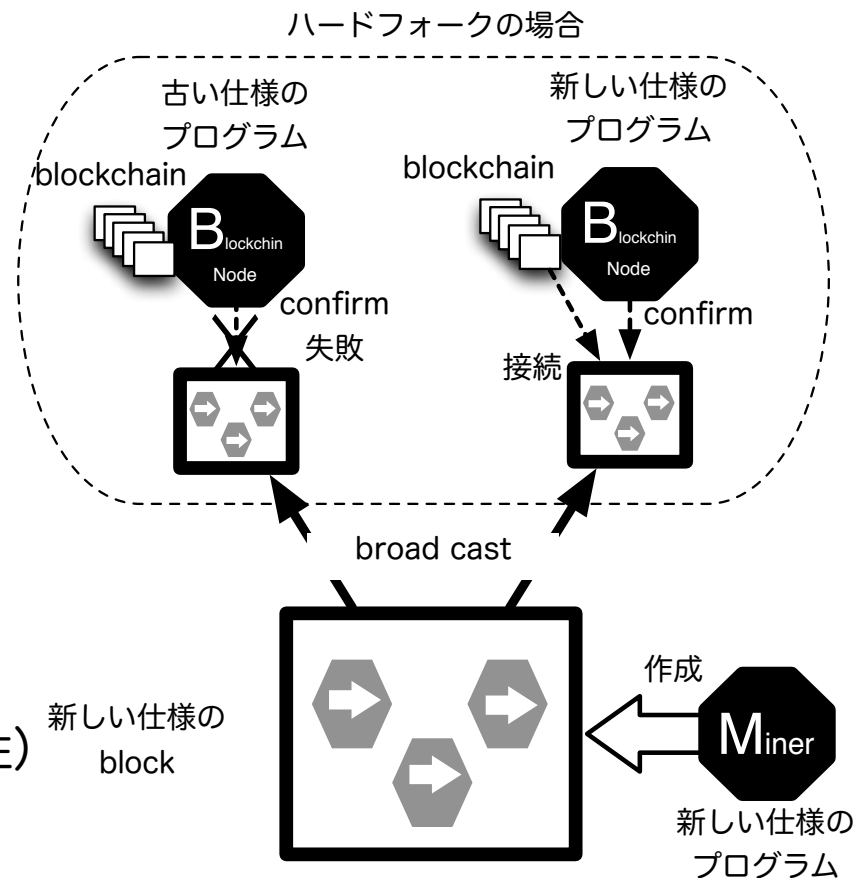 ハードフォークの場合
古い仕様の
プログラム
blockchain
Blockchin
Node
confirm
失敗
新しい仕様の
プログラム
blockchain
Blockchin
Node
confirm
接続
broad cast
新しい仕様の
block
作成
Miner
新しい仕様の
プログラム